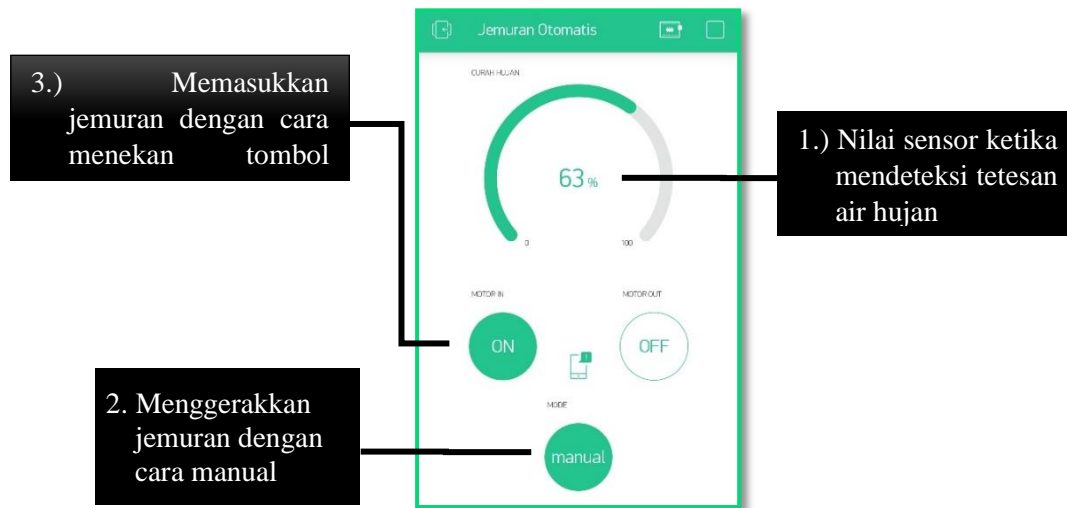 Jemuran Otomatis
3.) Memasukkan
jemuran dengan cara
menekan tombol
CURAH HUJAN
63 %
0 100
1.) Nilai sensor ketika
mendeteksi tetesan
air hujan
MOTOR IN MOTOR OUT
ON OFF
MODE
manual
2. Menggerakkan
jemuran dengan
cara manual